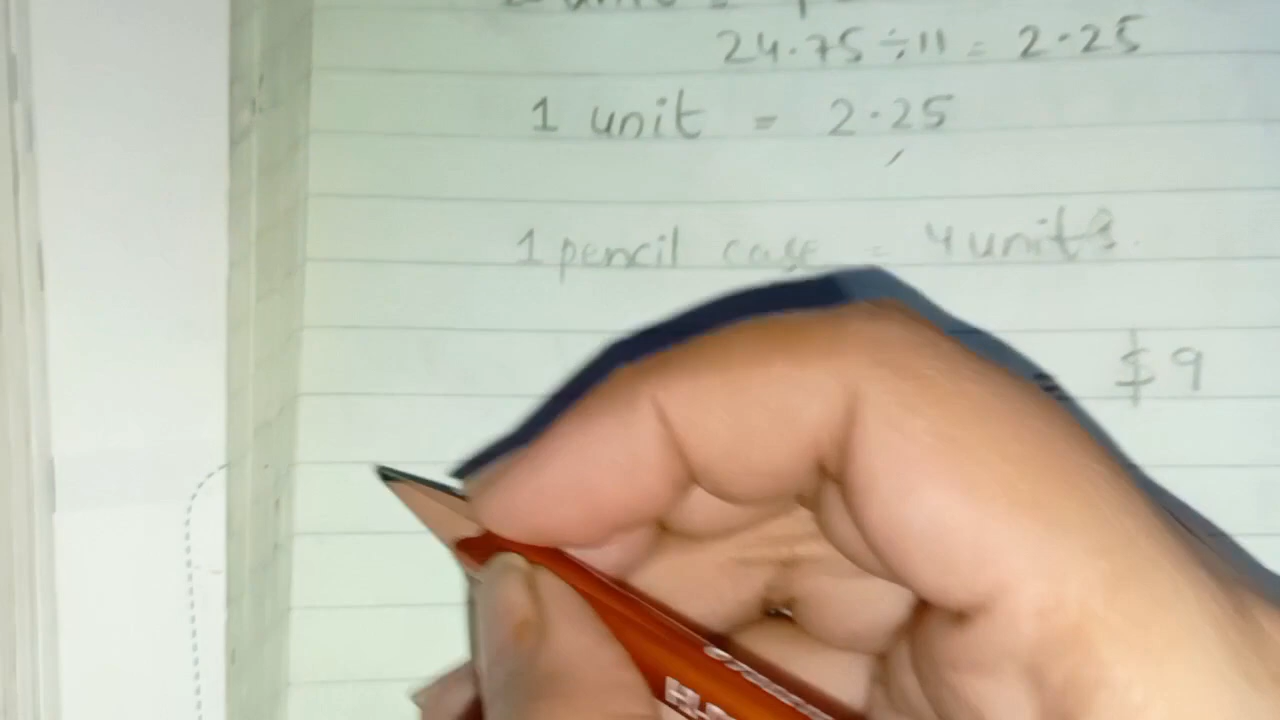 24.75 ÷ 11 = 2.25
1 unit = 2.25
1 pencil case = 4 units.
$9